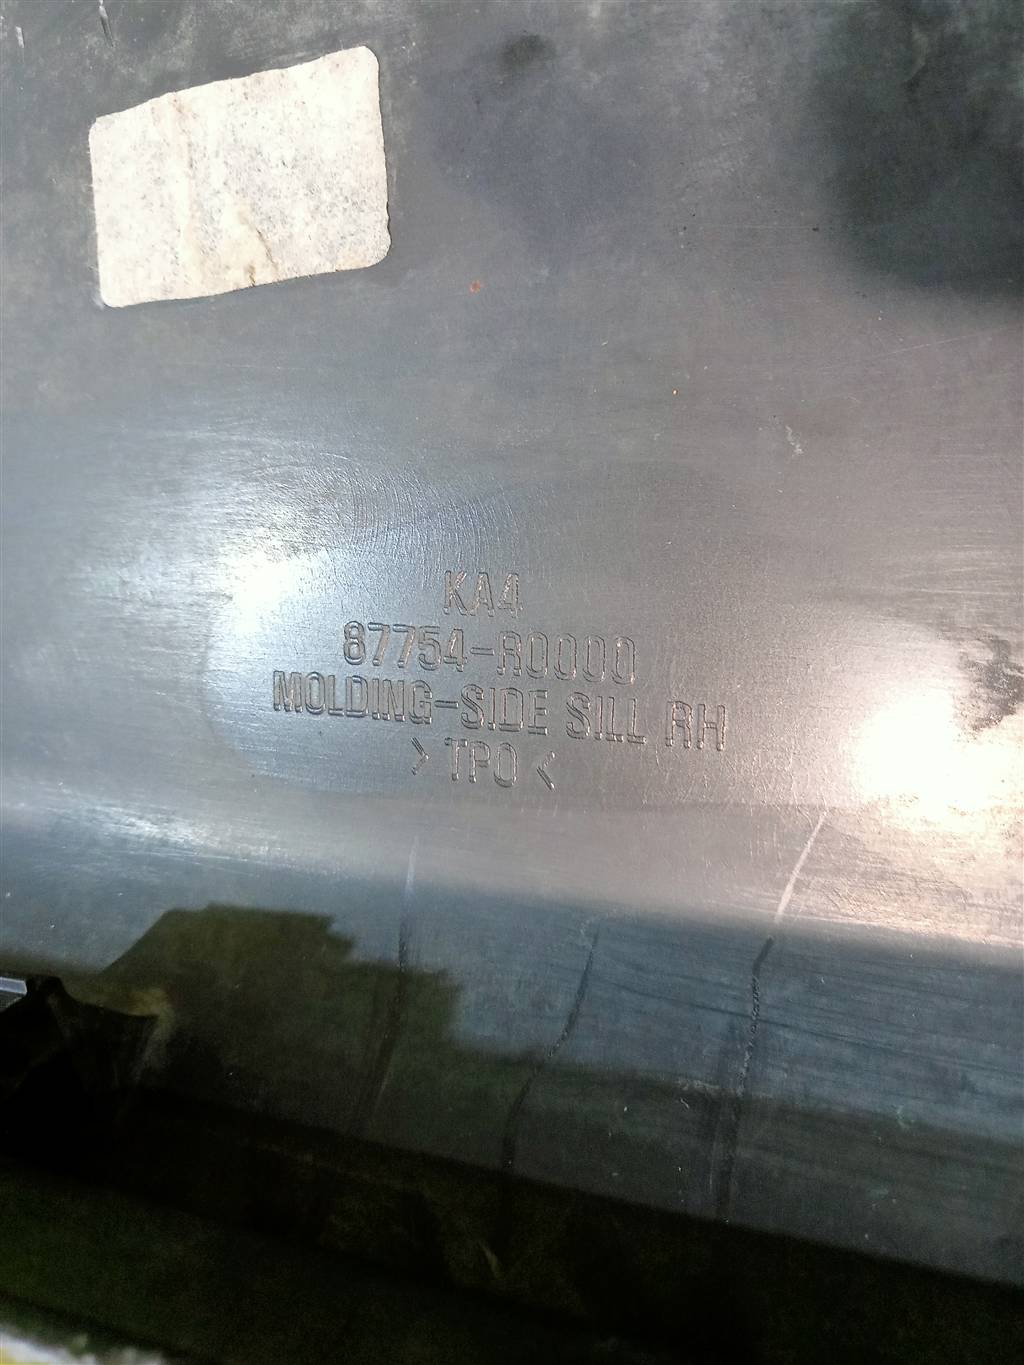 KA4
87754-R0000
MOLDING-SIDE SILL RH
>TPO<